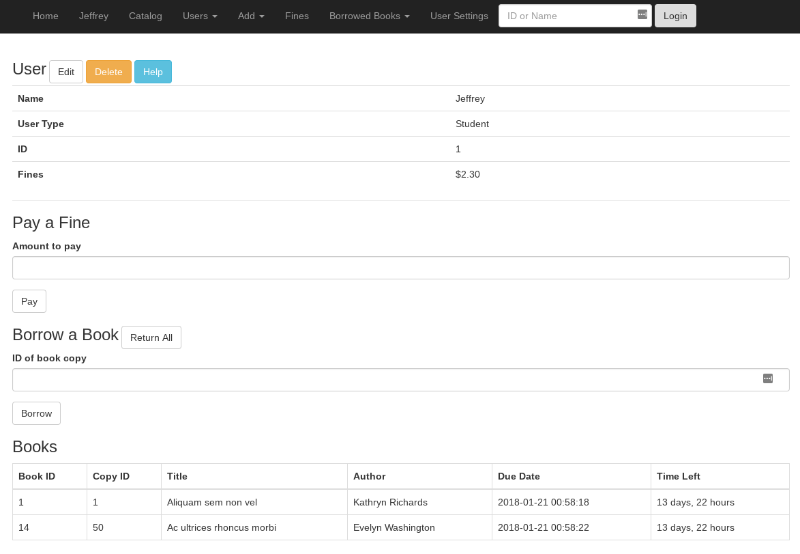 Home Jeffrey Catalog Users Add Fines Borrowed Books User Settings ID or Name Login
User Edit Delete Help
Name Jeffrey
User Type Student
ID 1
Fines $2.30
Pay a Fine
Amount to pay
Pay
Borrow a Book Return All
ID of book copy
Borrow
Books
Book ID Copy ID Title Author Due Date Time Left
1 1 Aliquam sem non vel Kathryn Richards 2018-01-21 00:58:18 13 days, 22 hours
14 50 Ac ultrices rhoncus morbi Evelyn Washington 2018-01-21 00:58:22 13 days, 22 hours